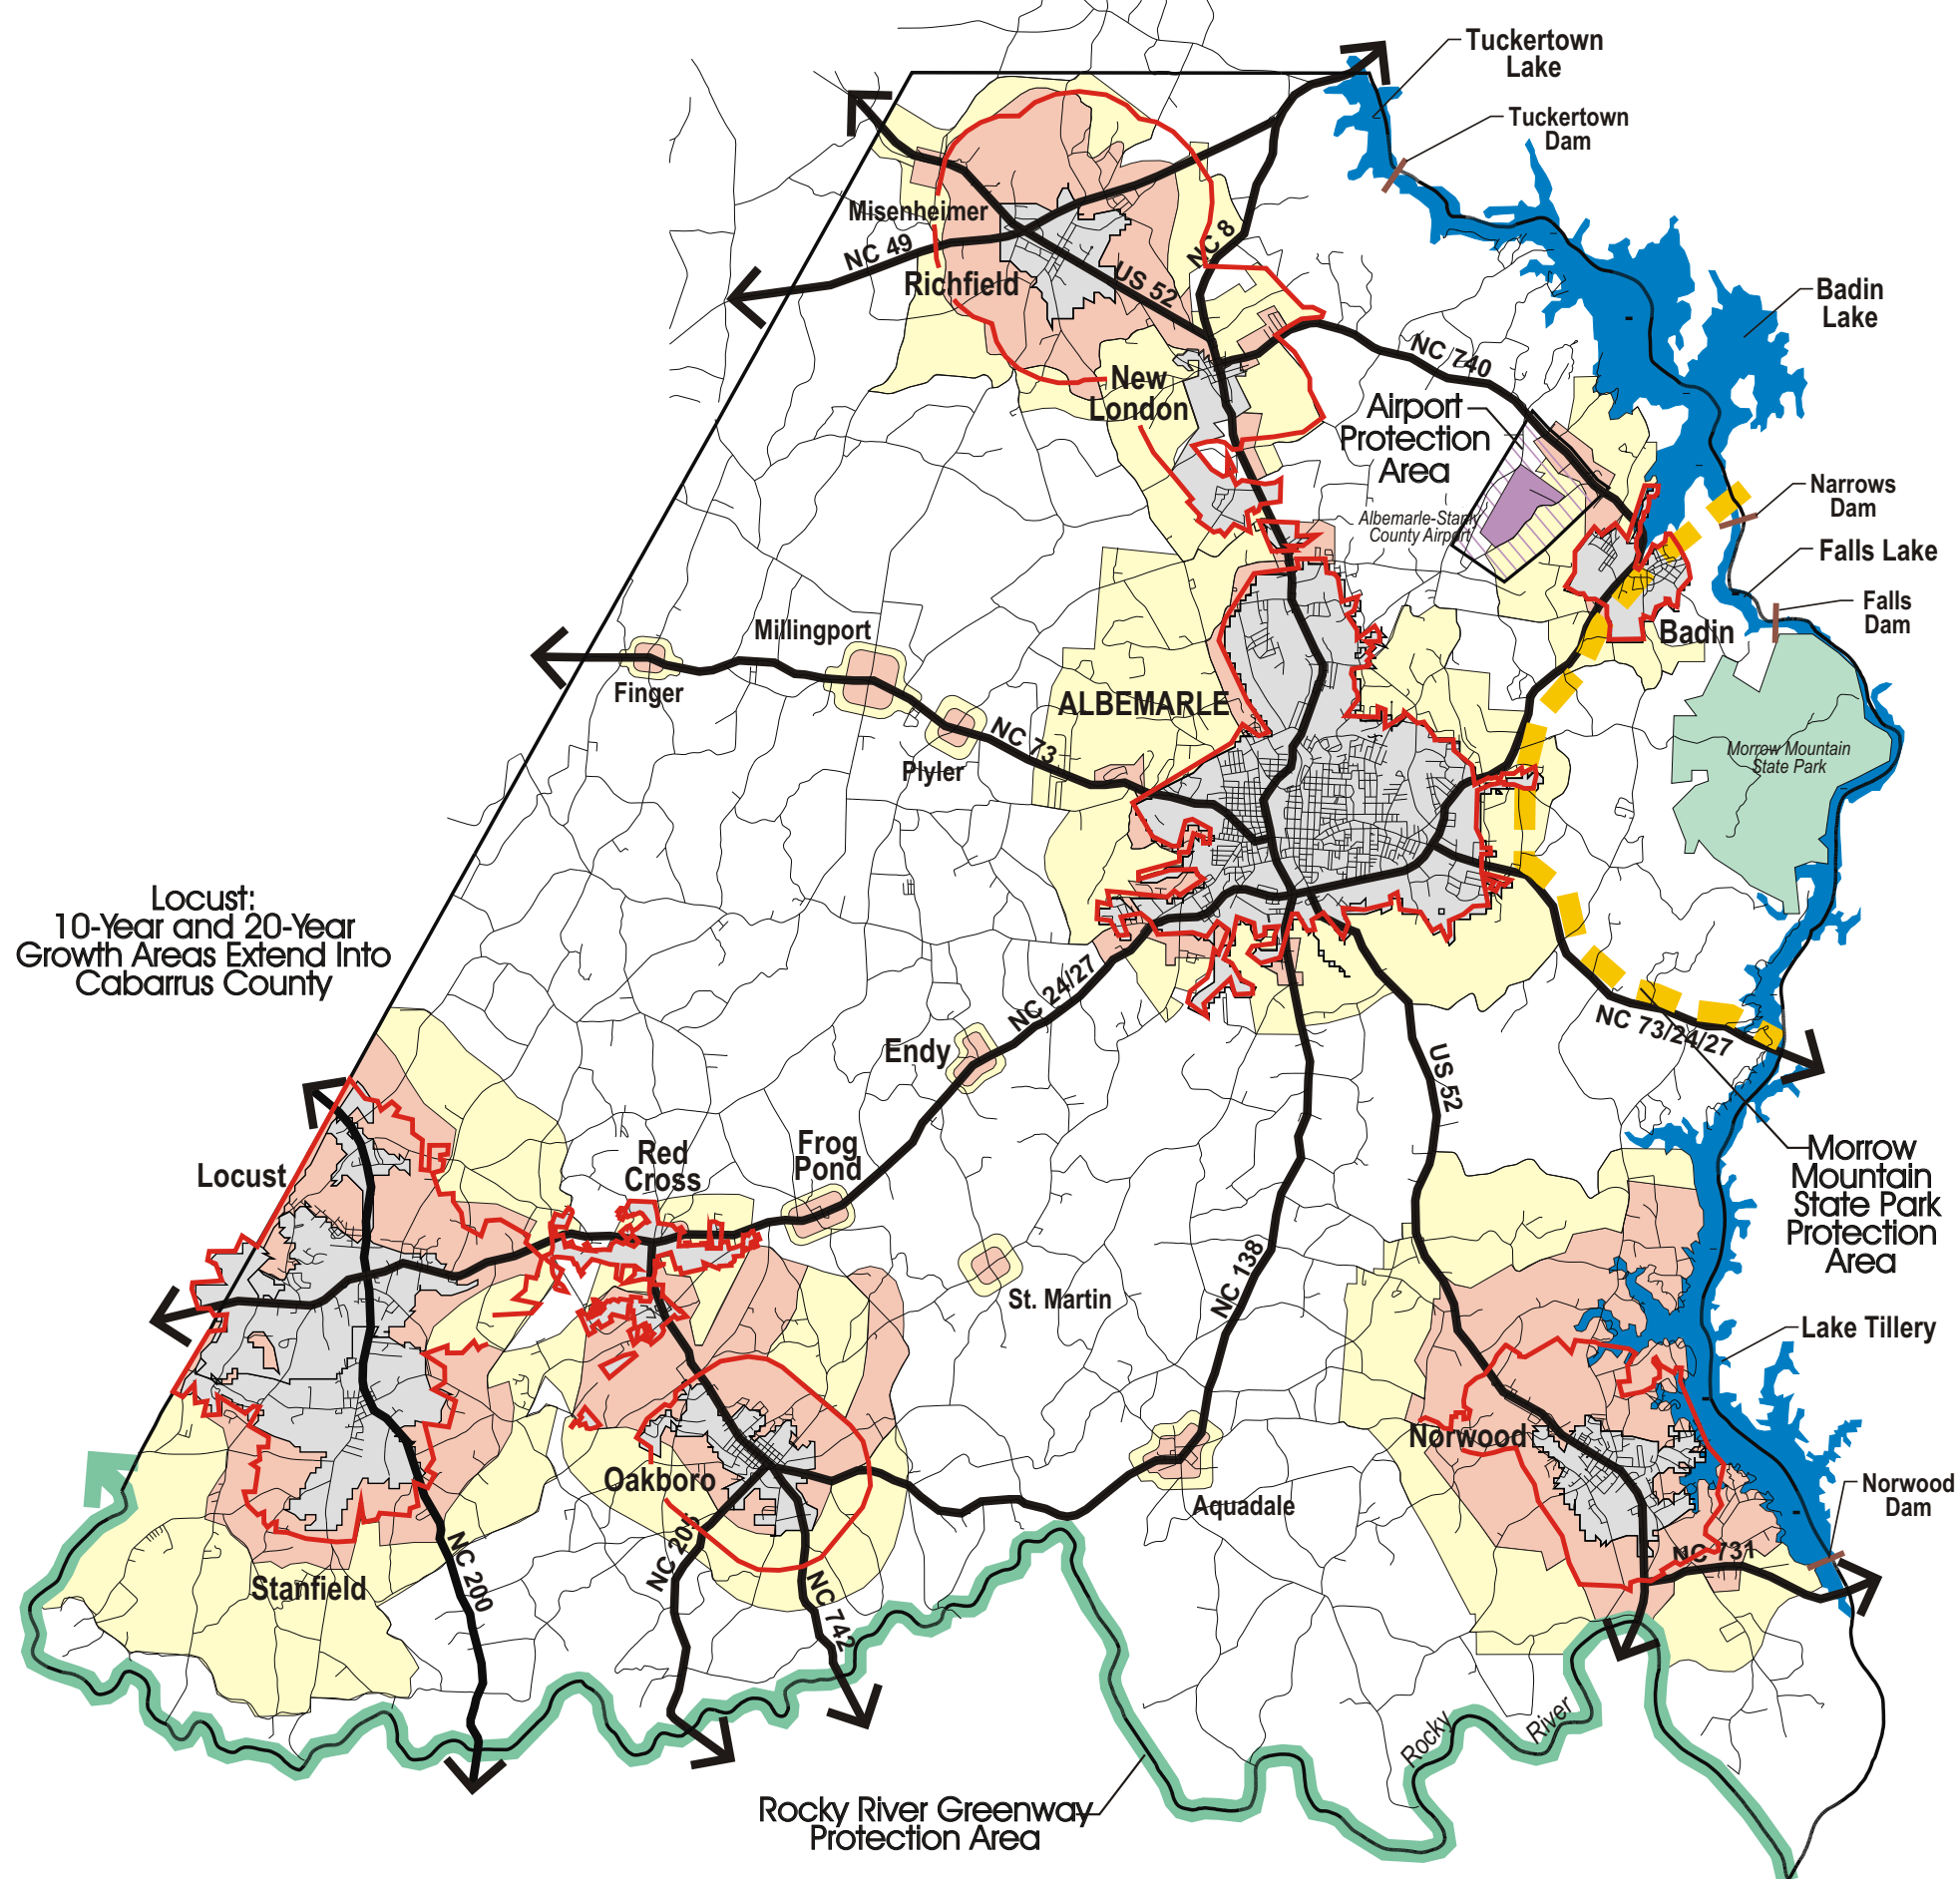 Tuckertown
Lake
Tuckertown
Dam
Misenheimer
NC 49
Richfield
US 52
NC 8
Badin
Lake
NC 740
New
London
Airport
Protection
Area
Albemarle-Stanly
County Airport
Narrows
Dam
Falls Lake
Falls
Dam
Badin
Millingport
Finger
ALBEMARLE
NC 73
Plyler
Morrow Mountain
State Park
Locust:
10-Year and 20-Year
Growth Areas Extend Into
Cabarrus County
NC 24/27
Endy
NC 73/24/27
US 52
Red
Cross
Frog
Pond
Locust
Morrow
Mountain
State Park
Protection
Area
St. Martin
NC 138
Lake Tillery
Norwood
Oakboro
Aquadale
Norwood
Dam
NC 731
Stanfield
NC 200
NC 205
NC 742
Rocky
River
Rocky River Greenway
Protection Area